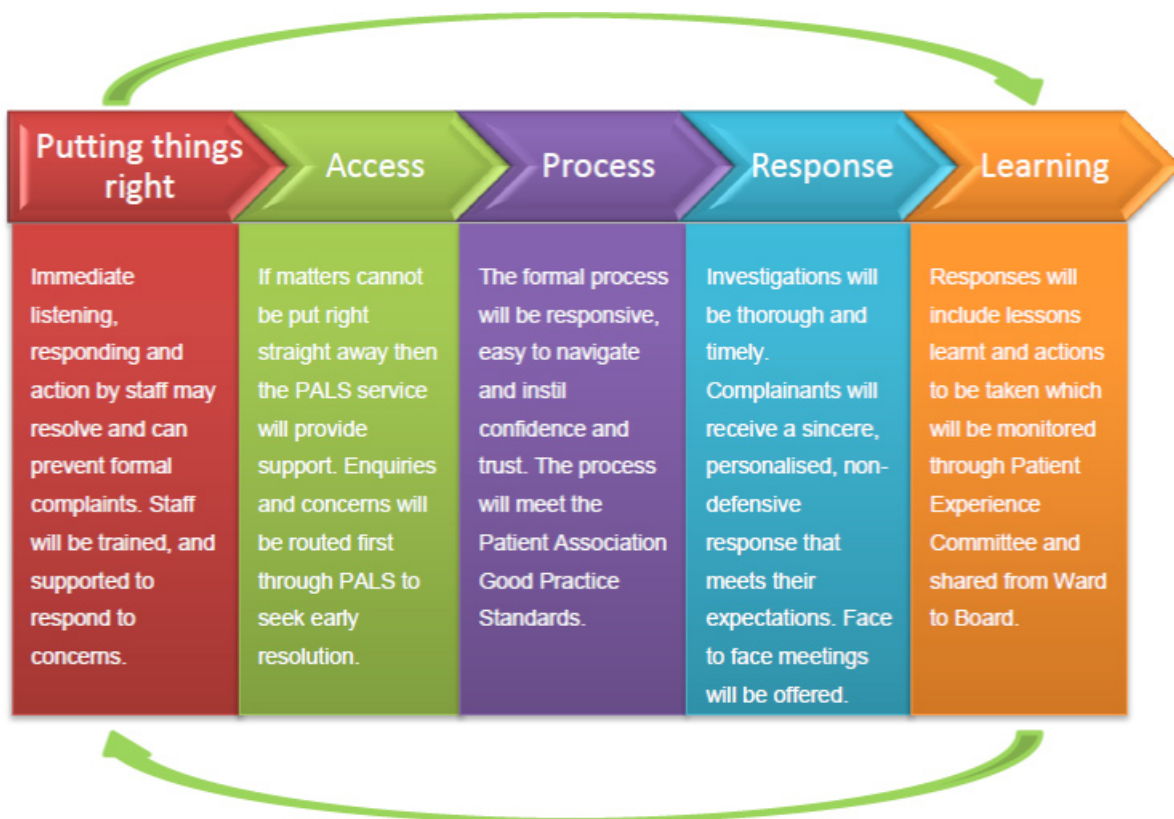 Putting things
right
Access
Process
Response
Learning
Immediate
listening,
responding and
action by staff may
resolve and can
prevent formal
complaints. Staff
will be trained, and
supported to
respond to
concerns.
If matters cannot
be put right
straight away then
the PALS service
will provide
support. Enquiries
and concerns will
be routed first
through PALS to
seek early
resolution.
The formal process
will be responsive,
easy to navigate
and instil
confidence and
trust. The process
will meet the
Patient Association
Good Practice
Standards.
Investigations will
be thorough and
timely.
Complainants will
receive a sincere,
personalised, non-
defensive
response that
meets their
expectations. Face
to face meetings
will be offered.
Responses will
include lessons
learnt and actions
to be taken which
will be monitored
through Patient
Experience
Committee and
shared from Ward
to Board.